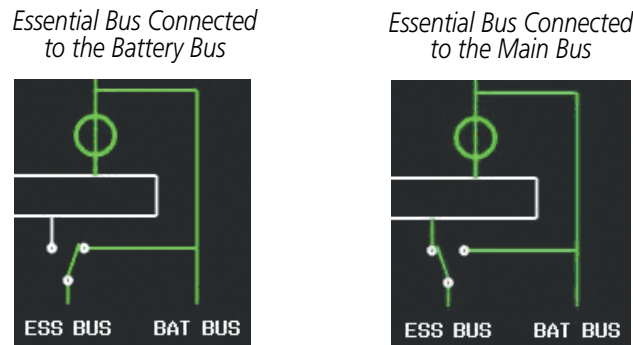 Essential Bus Connected
to the Battery Bus
Essential Bus Connected
to the Main Bus
ESS BUS BAT BUS
ESS BUS BAT BUS